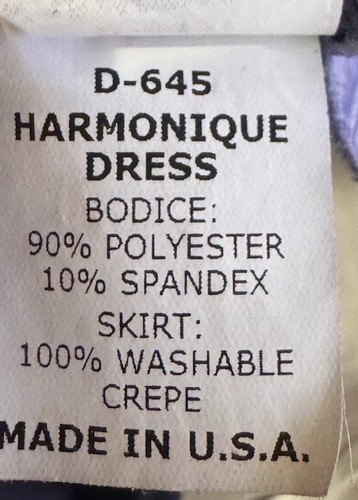 D-645
HARMONIQUE
DRESS
BODICE:
90% POLYESTER
10% SPANDEX
SKIRT:
100% WASHABLE
CREPE
MADE IN U.S.A.